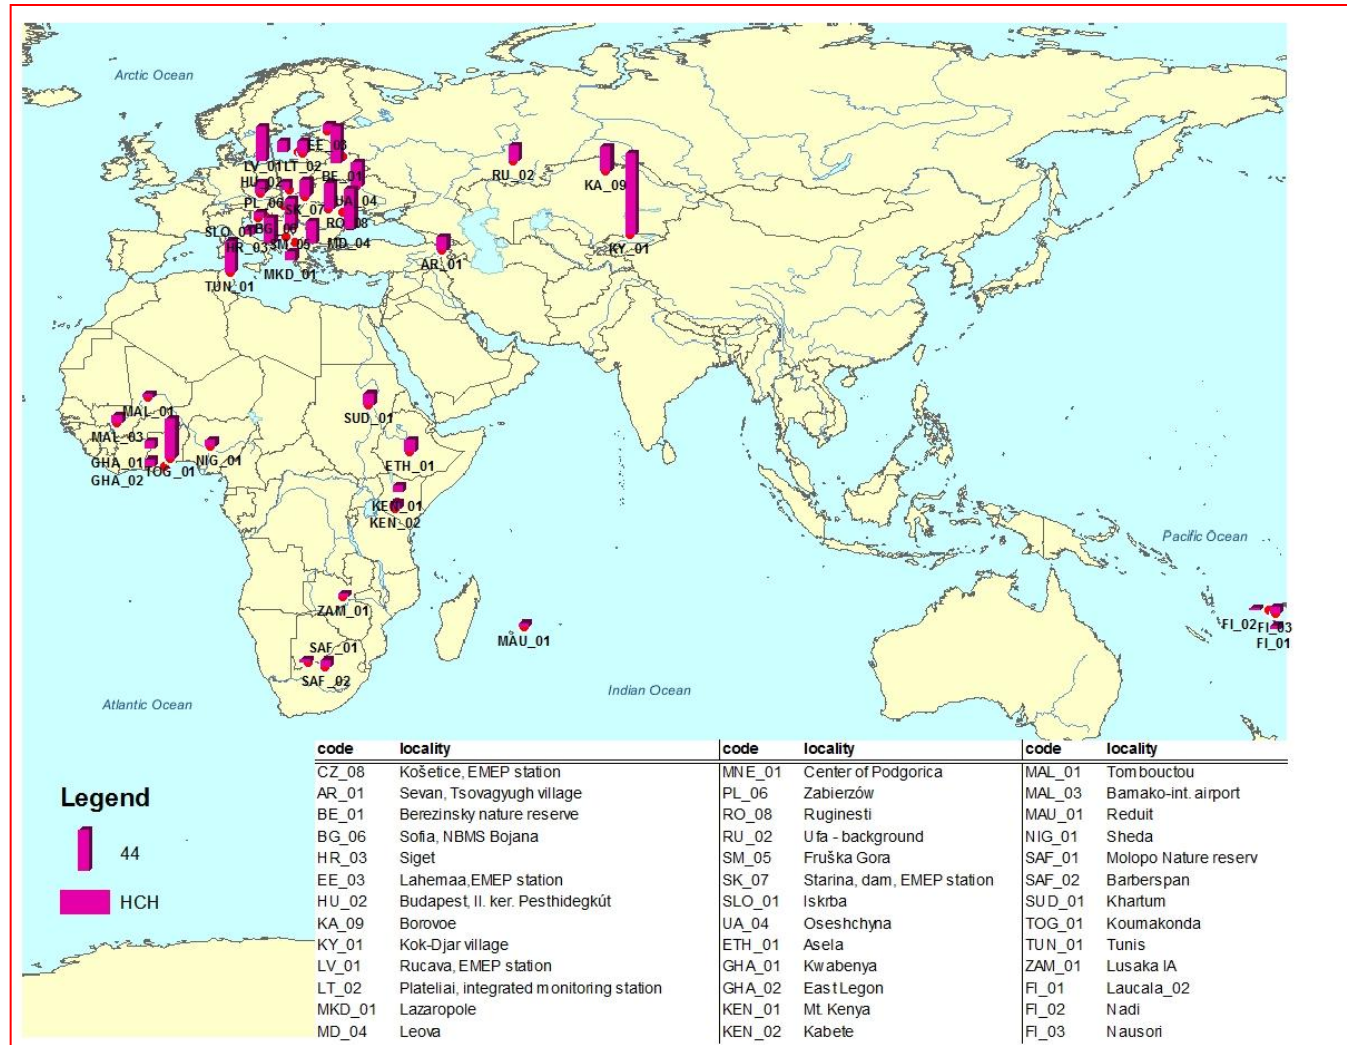 Arctic Ocean
EE_03
LV_01
LT_02
BE_01
HU_02
RU_02
KA_09
PL_06
SK_07
UA_04
SLO_01
BG_06
RO_08
HR_03
SM_05
MD_04
KY_01
MKD_01
AR_01
TUN_01
MAL_01
SUD_01
MAL_03
GHA_01
TOG_01
NIG_01
ETH_01
GHA_02
KEN_01
KEN_02
Pacific Ocean
ZAM_01
FI_02
FI_03
MAU_01
FI_01
SAF_01
SAF_02
Indian Ocean
Atlantic Ocean
code locality code locality code locality
CZ_08 Košetice, EMEP station MNE_01 Center of Podgorica MAL_01 Tombouctou
AR_01 Sevan, Tsovagyugh village PL_06 Zabierzów MAL_03 Bamako-int. airport
BE_01 Berezinsky nature reserve RO_08 Ruginesti MAU_01 Reduit
BG_06 Sofia, NBMS Bojana RU_02 Ufa - background NIG_01 Sheda
HR_03 Siget SM_05 Fruška Gora SAF_01 Molopo Nature reserv
EE_03 Lahemaa,EMEP station SK_07 Starina, dam, EMEP station SAF_02 Barberspan
HU_02 Budapest, II. ker. Pesthidegkút SLO_01 Iskrba SUD_01 Khartum
KA_09 Borovoe UA_04 Oseshchyna TOG_01 Koumakonda
KY_01 Kok-Djar village ETH_01 Asela TUN_01 Tunis
LV_01 Rucava, EMEP station GHA_01 Kwabenya ZAM_01 Lusaka IA
LT_02 Plateliai, integrated monitoring station GHA_02 East Legon FI_01 Laucala_02
MKD_01 Lazaropole KEN_01 Mt. Kenya FI_02 Nadi
MD_04 Leova KEN_02 Kabete FI_03 Nausori
Legend
44
HCH